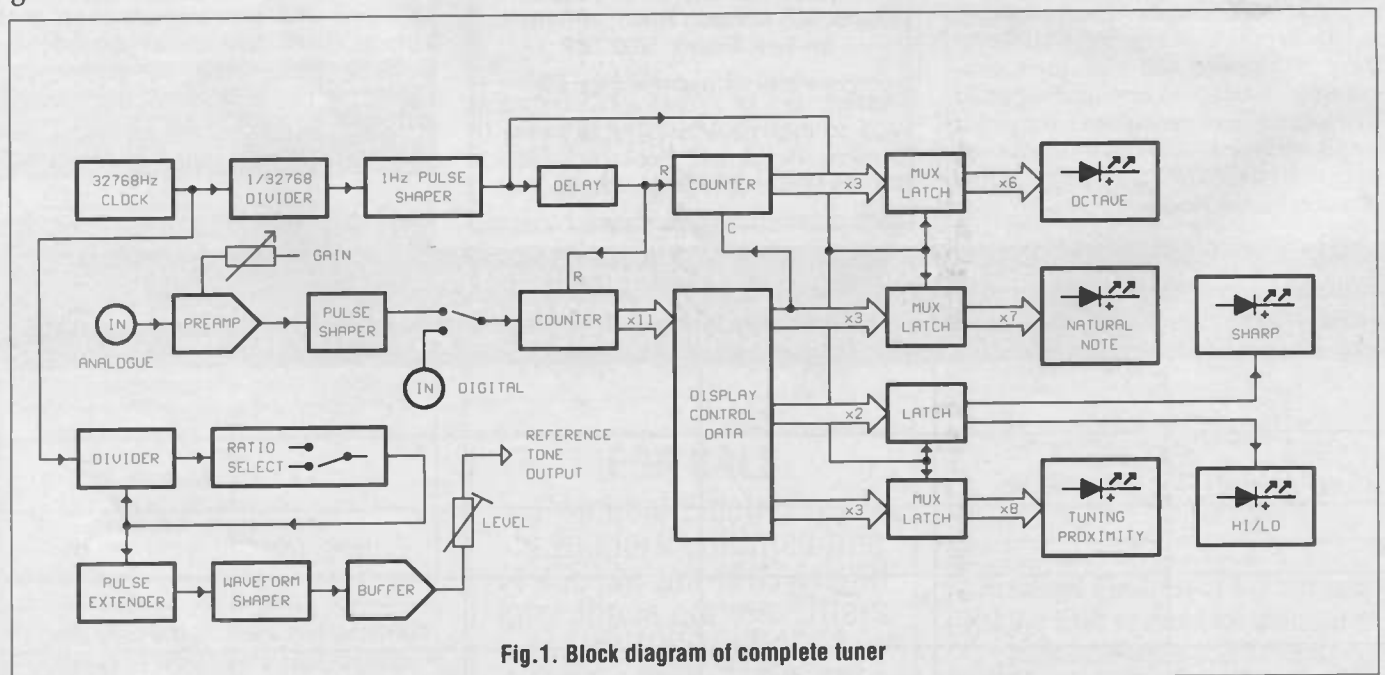 32768Hz
CLOCK
1/32768
DIVIDER
1Hz PULSE
SHAPER
DELAY
R
COUNTER
C
x3
MUX
LATCH
x6
OCTAVE
GAIN
IN
ANALOGUE
PREAMP
PULSE
SHAPER
IN
DIGITAL
R
COUNTER
x11
DISPLAY
CONTROL
DATA
x3
MUX
LATCH
x7
NATURAL
NOTE
SHARP
x2
LATCH
x3
MUX
LATCH
x8
TUNING
PROXIMITY
HI/LO
DIVIDER
RATIO
SELECT
REFERENCE
TONE
OUTPUT
LEVEL
PULSE
EXTENDER
WAVEFORM
SHAPER
BUFFER
Fig.1. Block diagram of complete tuner